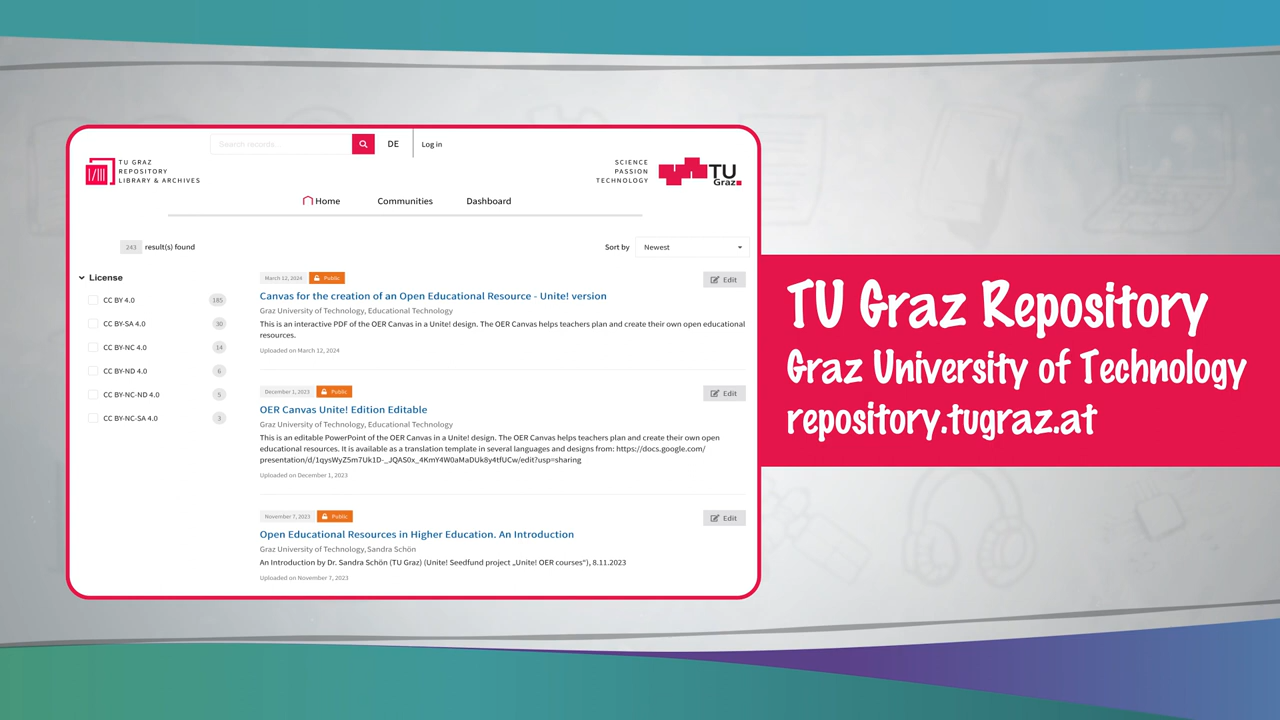 Search records...
DE
Log in
TU GRAZ
REPOSITORY
LIBRARY & ARCHIVES
SCIENCE
PASSION
TECHNOLOGY
TU
Graz
Home
Communities
Dashboard
243 result(s) found
Sort by
Newest
License
CC BY 4.0 185
CC BY-SA 4.0 30
CC BY-NC 4.0 14
CC BY-ND 4.0 6
CC BY-NC-ND 4.0 5
CC BY-NC-SA 4.0 3
March 12, 2024 Public
Edit
Canvas for the creation of an Open Educational Resource - Unite! version
Graz University of Technology, Educational Technology
This is an interactive PDF of the OER Canvas in a Unite! design. The OER Canvas helps teachers plan and create their own open educational
resources.
Uploaded on March 12, 2024
December 1, 2023 Public
Edit
OER Canvas Unite! Edition Editable
Graz University of Technology, Educational Technology
This is an editable PowerPoint of the OER Canvas in a Unite! design. The OER Canvas helps teachers plan and create their own open
educational resources. It is available as a translation template in several languages and designs from: https://docs.google.com/
presentation/d/1qysWyZ5m7Uk1D-_JQAS0x_4KmY4W0aMaDUk8y4tfUCw/edit?usp=sharing
Uploaded on December 1, 2023
November 7, 2023 Public
Edit
Open Educational Resources in Higher Education. An Introduction
Graz University of Technology, Sandra Schön
An Introduction by Dr. Sandra Schön (TU Graz) (Unite! Seedfund project „Unite! OER courses“), 8.11.2023
Uploaded on November 7, 2023
TU Graz Repository
Graz University of Technology
repository.tugraz.at